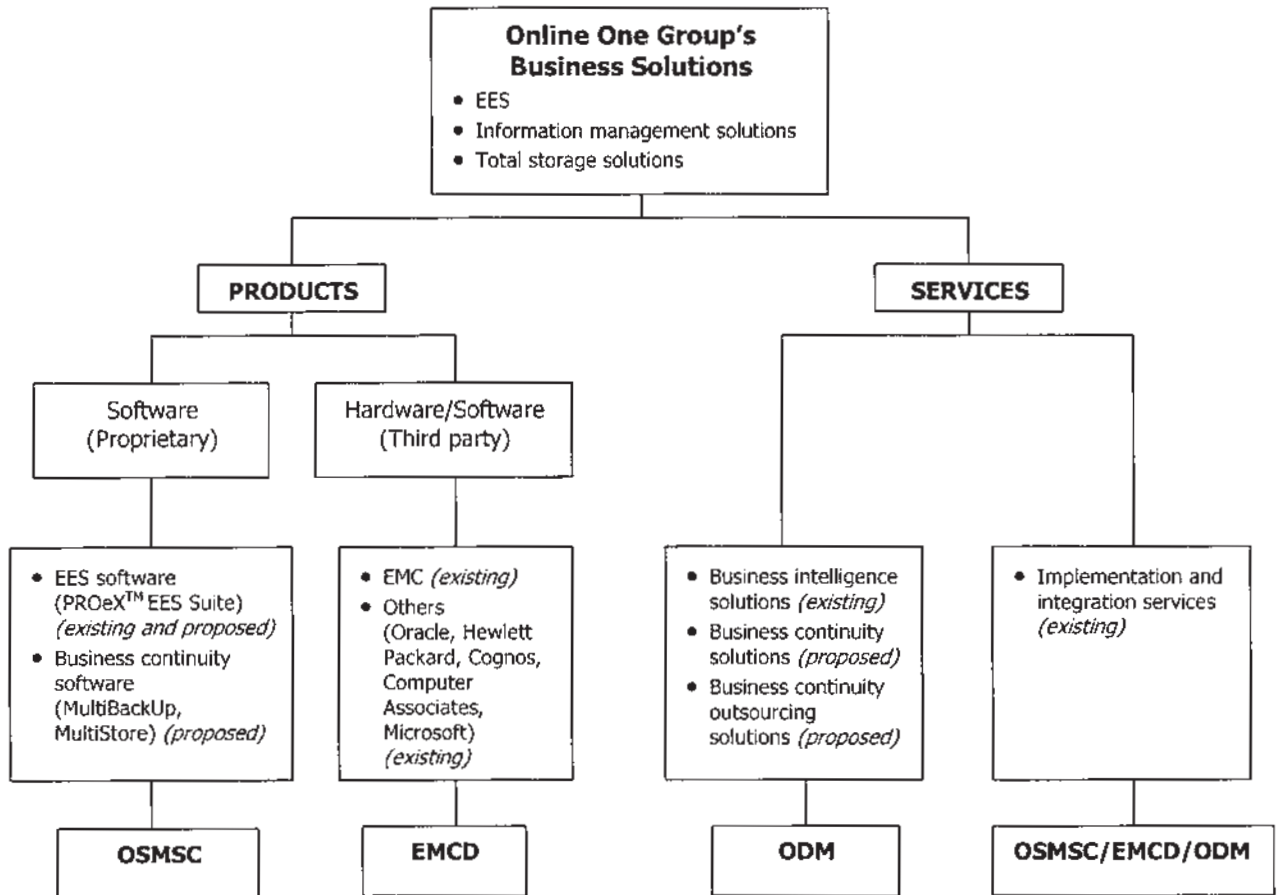 Online One Group's
Business Solutions
• EES
• Information management solutions
• Total storage solutions
PRODUCTS
SERVICES
Software
(Proprietary)
Hardware/Software
(Third party)
• EES software
(PROeX™ EES Suite)
(existing and proposed)
• Business continuity
software
(MultiBackUp,
MultiStore) (proposed)
• EMC (existing)
• Others
(Oracle, Hewlett
Packard, Cognos,
Computer
Associates,
Microsoft)
(existing)
• Business intelligence
solutions (existing)
• Business continuity
solutions (proposed)
• Business continuity
outsourcing
solutions (proposed)
• Implementation and
integration services
(existing)
OSMSC
EMCD
ODM
OSMSC/EMCD/ODM